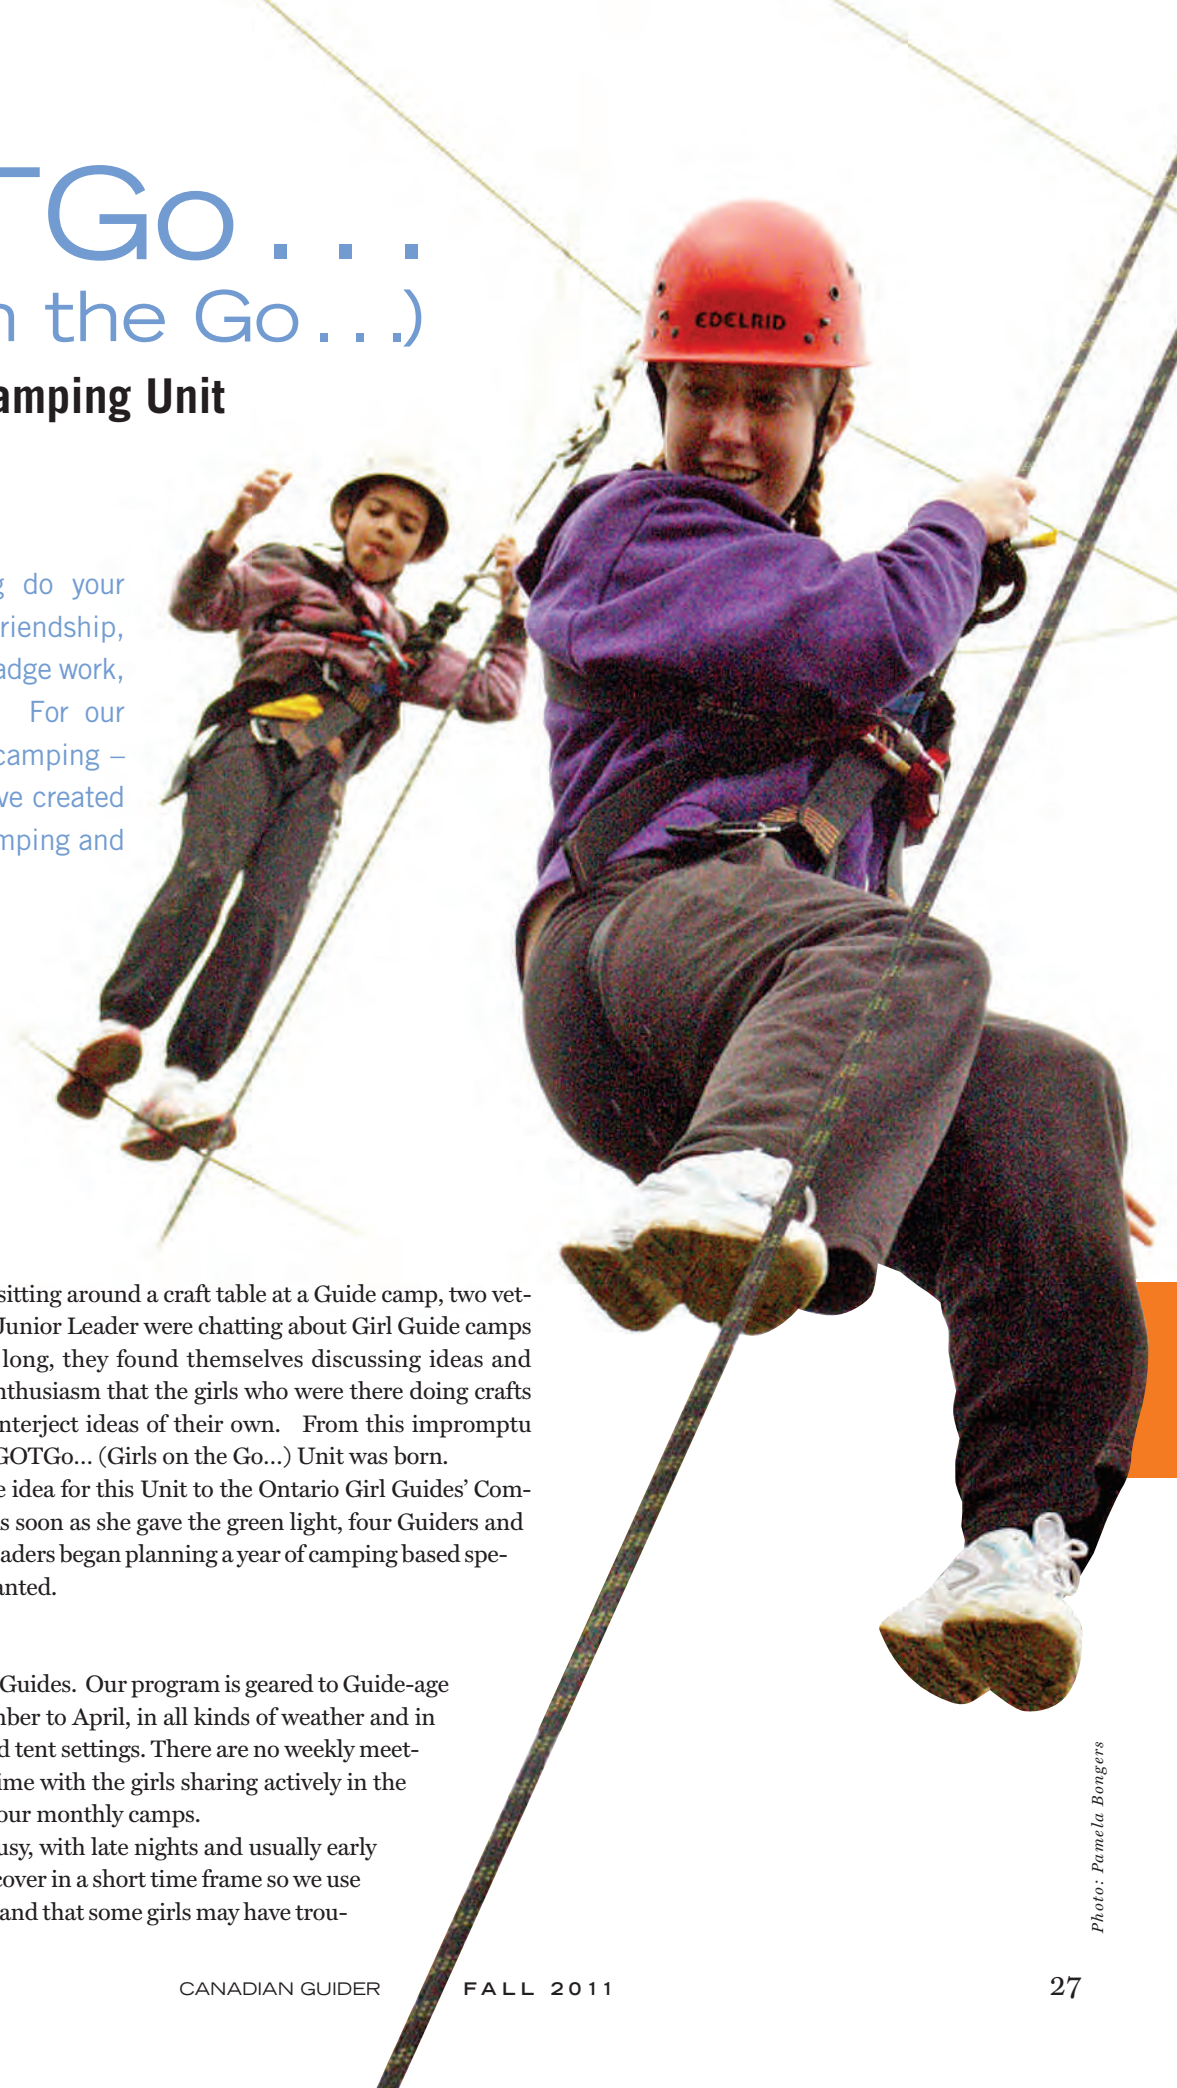 Go . . .
the Go . . .)
amping Unit
EDELRID
do your
riendship,
adge work,
For our
camping –
ve created
mping and
sitting around a craft table at a Guide camp, two vet-
Junior Leader were chatting about Girl Guide camps
long, they found themselves discussing ideas and
nthusiasm that the girls who were there doing crafts
nterject ideas of their own. From this impromptu
GOTGo... (Girls on the Go...) Unit was born.
e idea for this Unit to the Ontario Girl Guides’ Com-
s soon as she gave the green light, four Guiders and
aders began planning a year of camping based spe-
anted.
Guides. Our program is geared to Guide-age
nber to April, in all kinds of weather and in
d tent settings. There are no weekly meet-
ime with the girls sharing actively in the
our monthly camps.
usy, with late nights and usually early
cover in a short time frame so we use
and that some girls may have trou-
Photo: Pamela Bongers
CANADIAN GUIDER FALL 2011 27